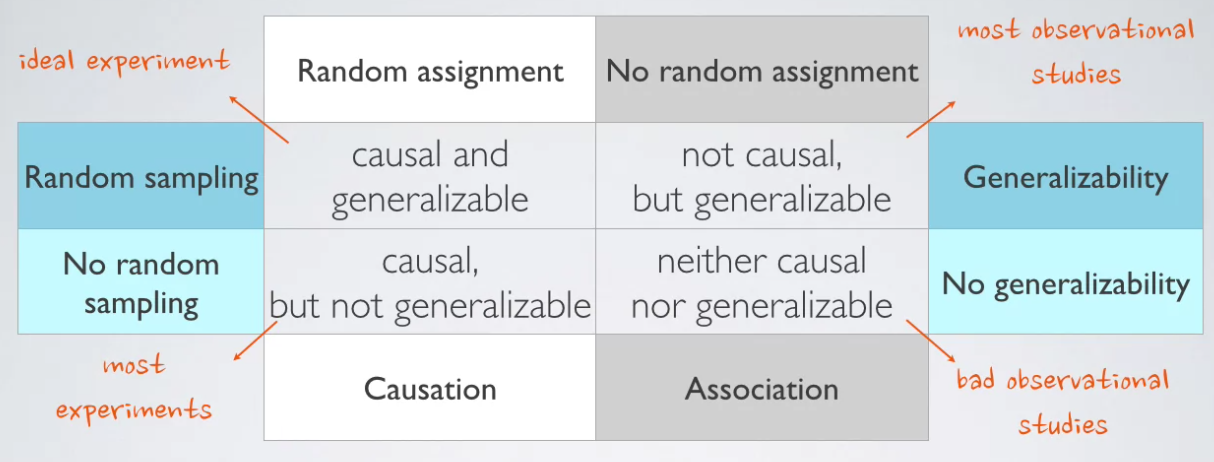 ideal experiment
Random assignment
No random assignment
most observational
studies
Random sampling
causal and
generalizable
not causal,
but generalizable
Generalizability
No random
sampling
causal,
but not generalizable
neither causal
nor generalizable
No generalizability
most
experiments
Causation
Association
bad observational
studies